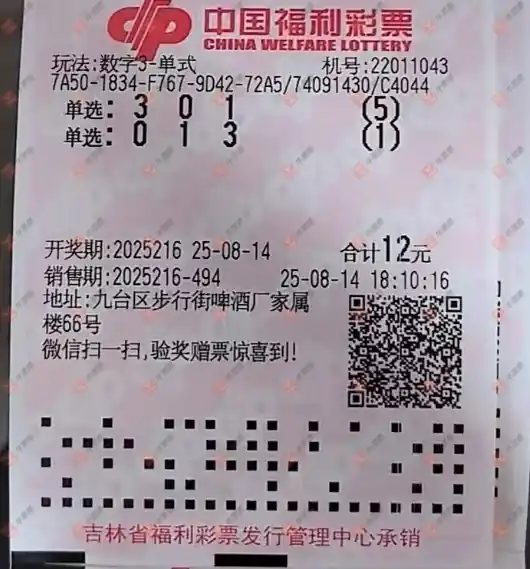 中国福利彩票
CHINA WELFARE LOTTERY
玩法:数字3-单式 机号:22011043
7A50-1834-F767-9D42-72A5/74091430/C4044
单选: 3 0 1 (5)
单选: 0 1 3 (1)
开奖期:2025216 25-08-14 合计12元
销售期:2025216-494 25-08-14 18:10:16
地址:九台区步行街啤酒厂家属
楼66号
微信扫一扫,验奖赠票惊喜到!
吉林省福利彩票发行管理中心承销